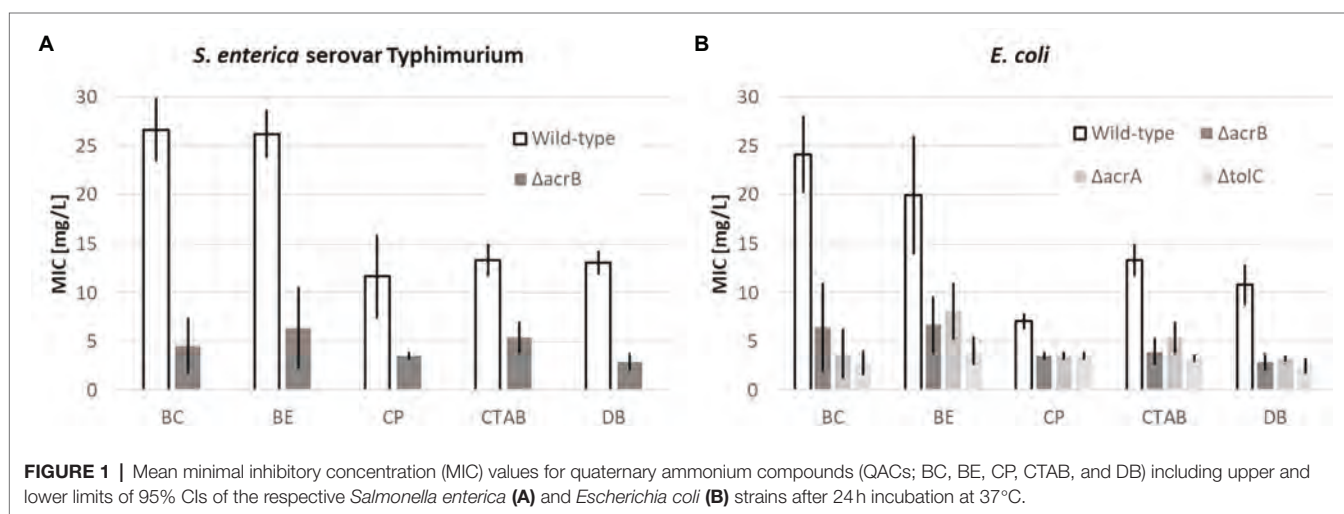 A
S. enterica serovar Typhimurium
MIC [mg/L]
30
25
20
15
10
5
0
Wild-type
ΔacrB
BC BE CP CTAB DB
B
E. coli
MIC [mg/L]
30
25
20
15
10
5
0
Wild-type ΔacrB
ΔacrA ΔtolC
BC BE CP CTAB DB
FIGURE 1 | Mean minimal inhibitory concentration (MIC) values for quaternary ammonium compounds (QACs; BC, BE, CP, CTAB, and DB) including upper and
lower limits of 95% CIs of the respective Salmonella enterica (A) and Escherichia coli (B) strains after 24 h incubation at 37°C.